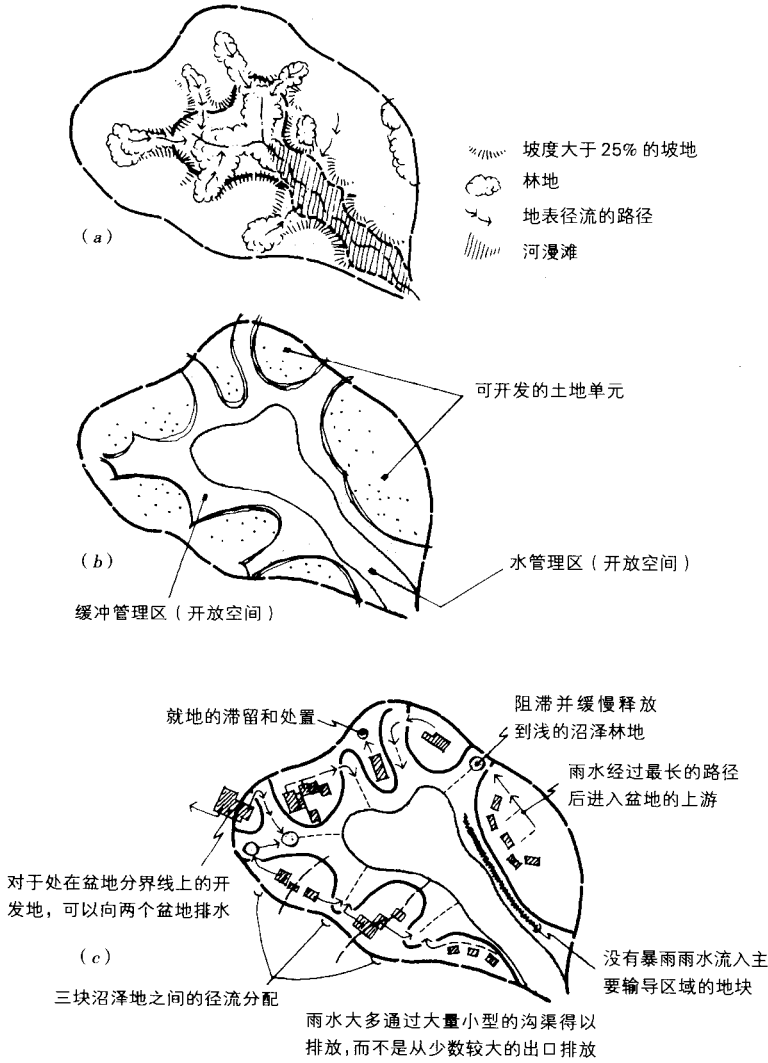 坡度大于25%的坡地
林地
地表径流的路径
河漫滩
(a)
可开发的土地单元
(b)
水管理区(开放空间)
缓冲管理区(开放空间)
阻滞并缓慢释放
到浅的沼泽林地
就地的滞留和处置
雨水经过最长的路径
后进入盆地的上游
对于处在盆地分界线上的开
发地,可以向两个盆地排水
(c)
没有暴雨雨水流入主
要输导区域的地块
三块沼泽地之间的径流分配
雨水大多通过大量小型的沟渠得以
排放,而不是从少数较大的出口排放